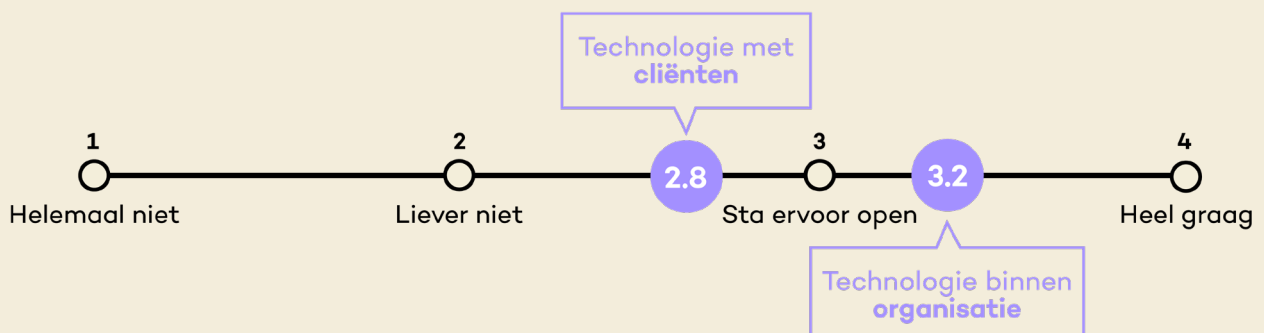 Technologie met
cliënten
1
2
3
4
2.8
3.2
Helemaal niet
Liever niet
Sta ervoor open
Heel graag
Technologie binnen
organisatie